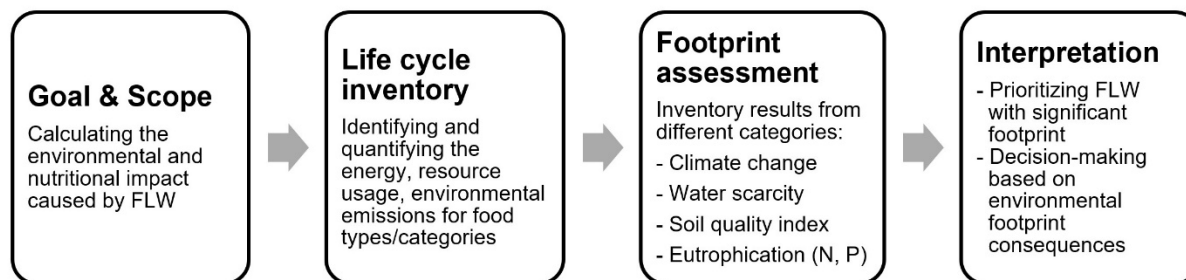 Goal & Scope
Calculating the
environmental and
nutritional impact
caused by FLW
Life cycle
inventory
Identifying and
quantifying the
energy, resource
usage, environmental
emissions for food
types/categories
Footprint
assessment
Inventory results from
different categories:
- Climate change
- Water scarcity
- Soil quality index
- Eutrophication (N, P)
Interpretation
- Prioritizing FLW
with significant
footprint
- Decision-making
based on
environmental
footprint
consequences